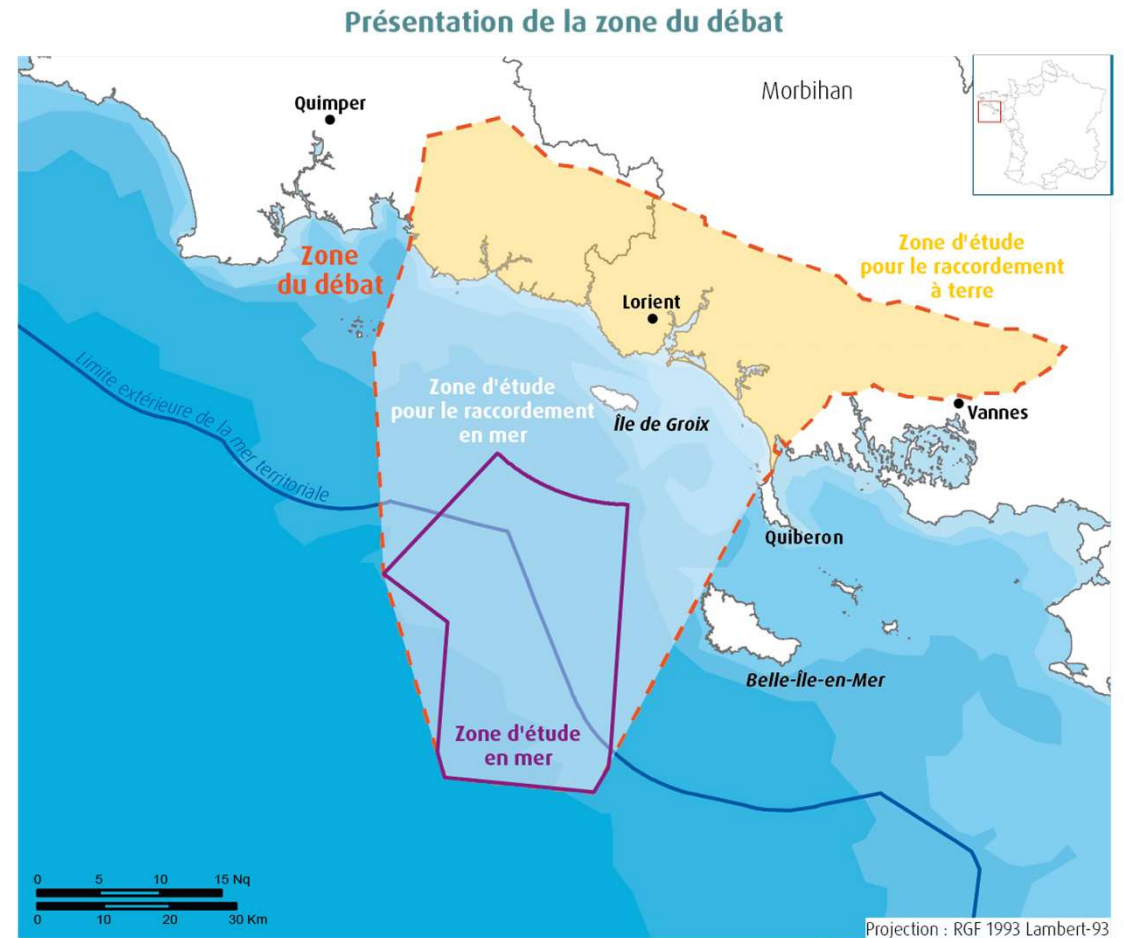 Présentation de la zone du débat
Morbihan
Quimper
Zone
du débat
Zone d'étude
pour le raccordement
à terre
Lorient
Limite extérieure de la mer territoriale
Zone d'étude
pour le raccordement
en mer
Île de Groix
Vannes
Quiberon
Belle-Île-en-Mer
Zone d'étude
en mer
0 5 10 15 Nq
0 10 20 30 Km
Projection : RGF 1993 Lambert-93